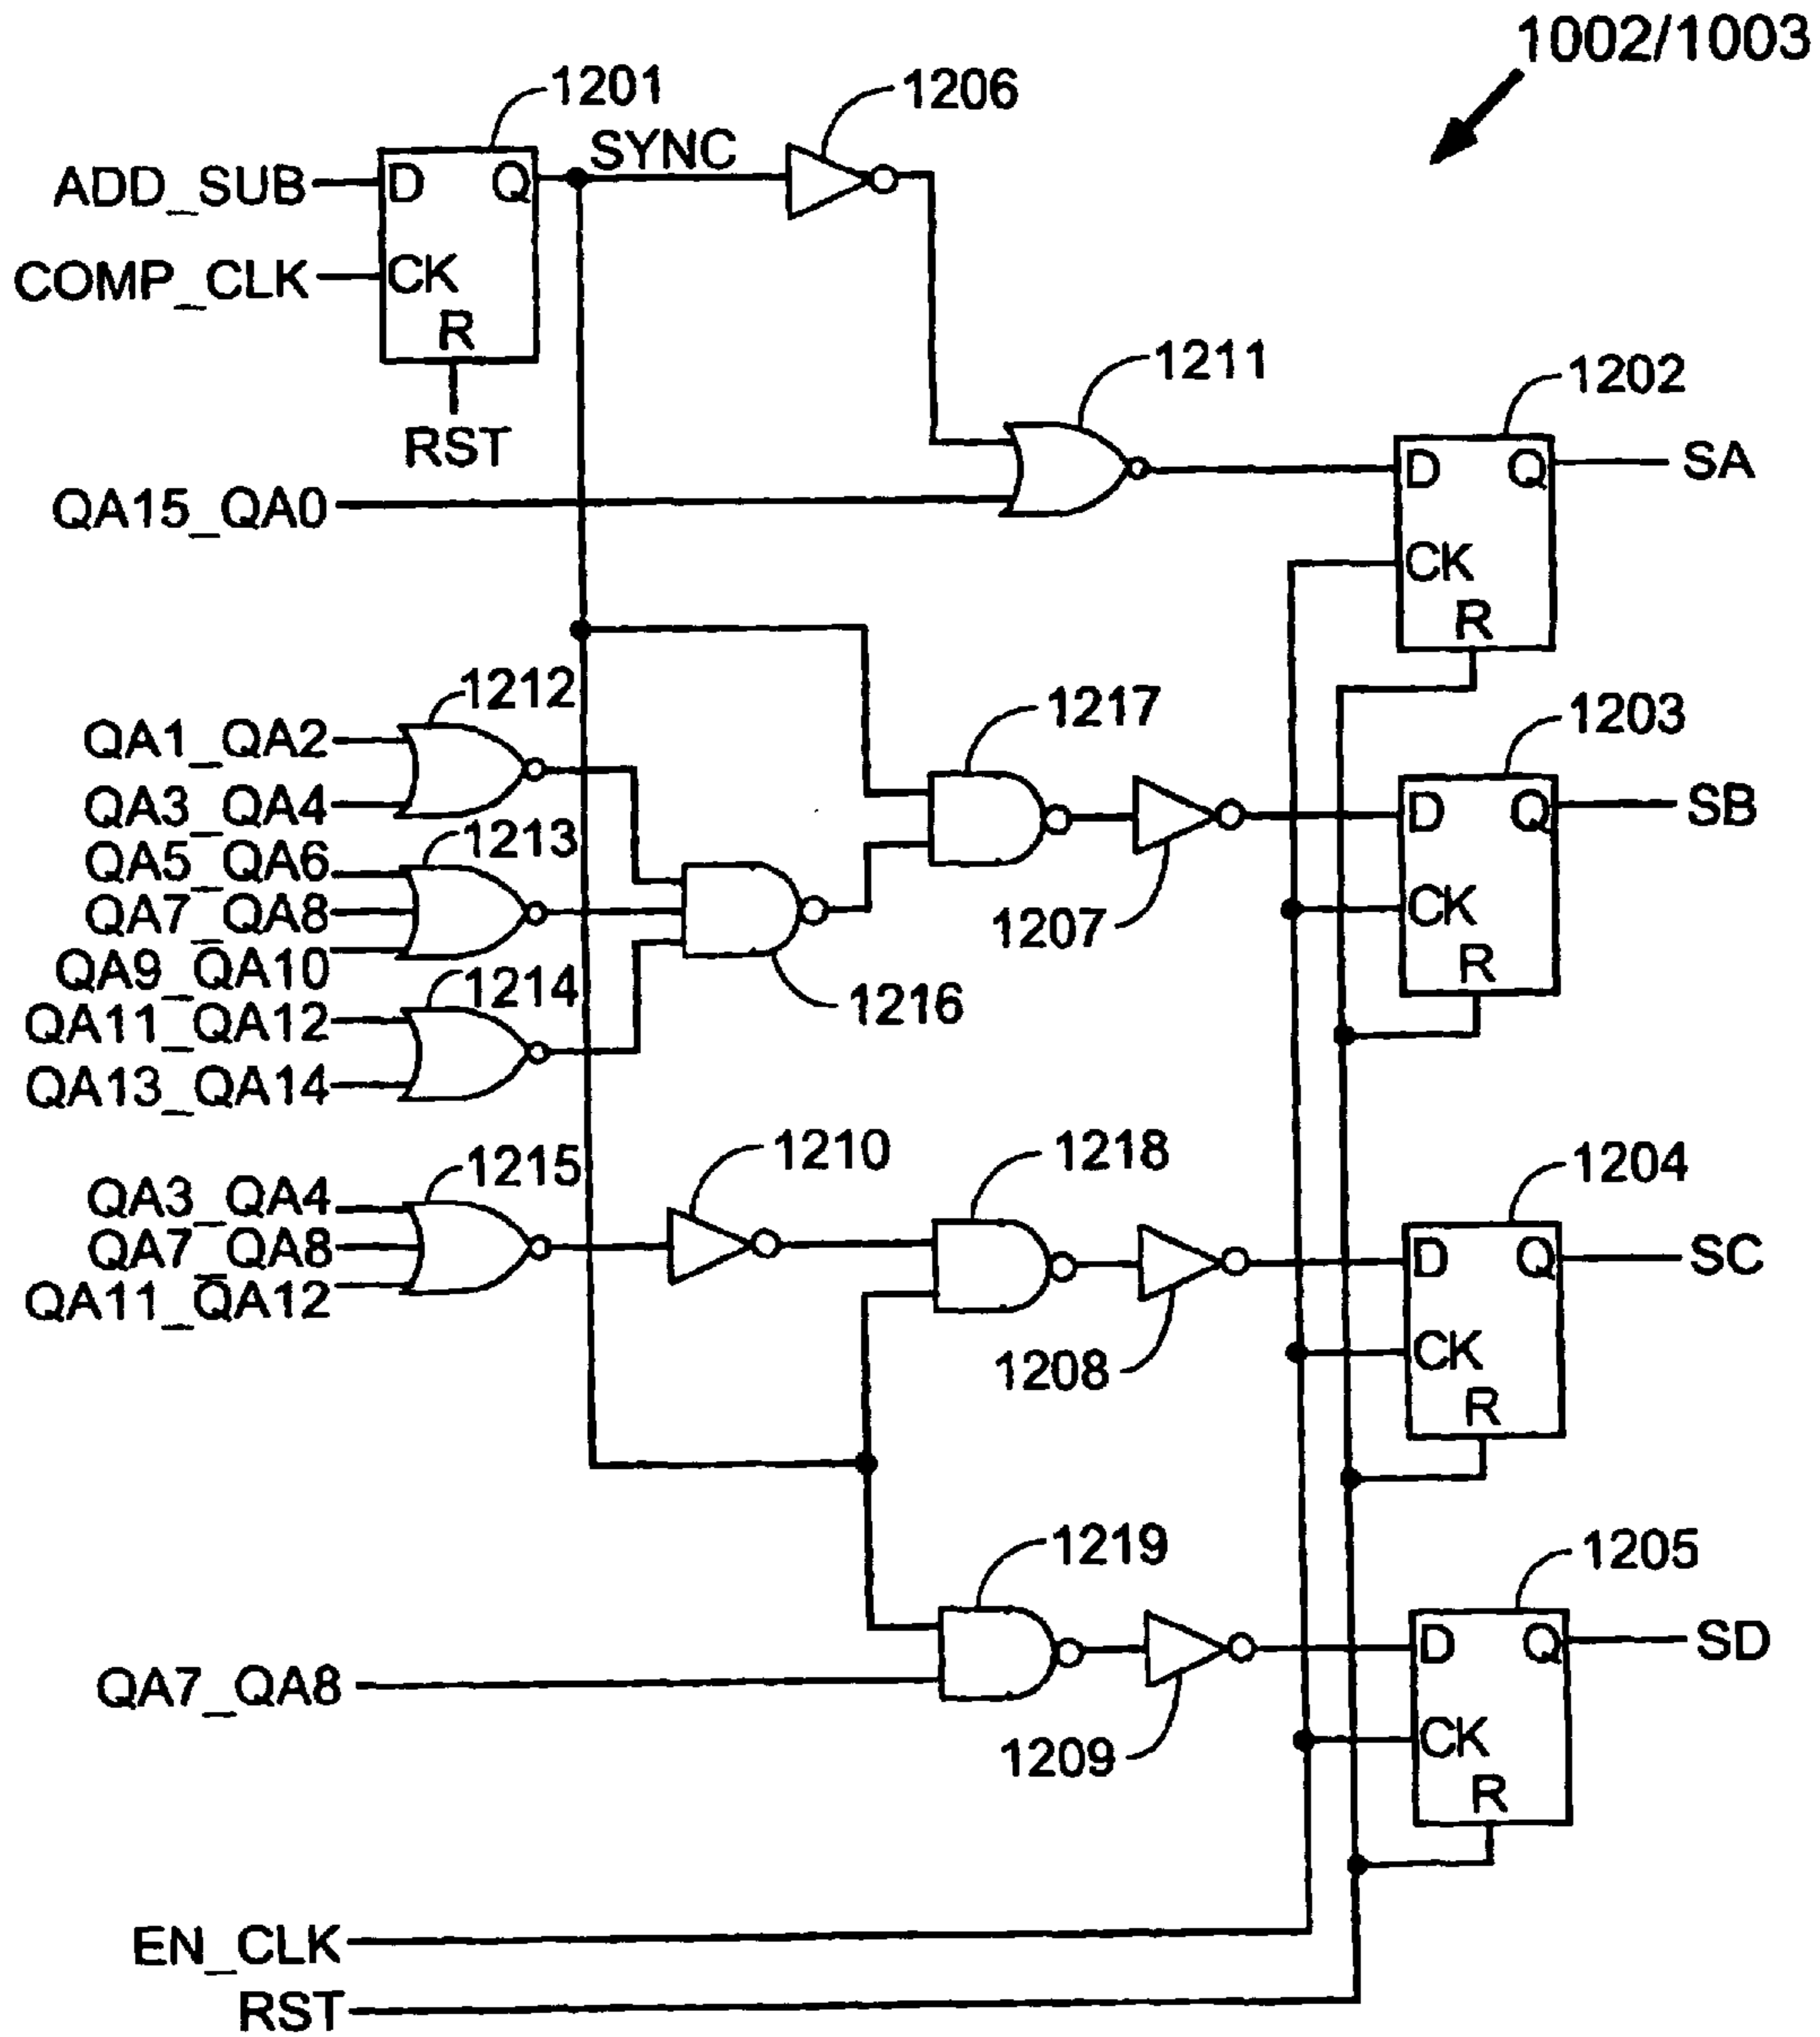 1002/1003
1201
1206
SYNC
ADD_SUB
D
Q
COMP_CLK
CK
R
RST
1211
1202
QA15_QA0
D
Q
SA
CK
R
1212
1217
1203
QA1_QA2
QA3_QA4
1213
D
Q
SB
QA5_QA6
QA7_QA8
1207
CK
QA9_QA10
R
1214
1216
QA11_QA12
QA13_QA14
1215
1210
1218
1204
QA3_QA4
QA7_QA8
D
Q
SC
QA11_QA12
1208
CK
R
1219
1205
D
Q
SD
QA7_QA8
1209
CK
R
EN_CLK
RST